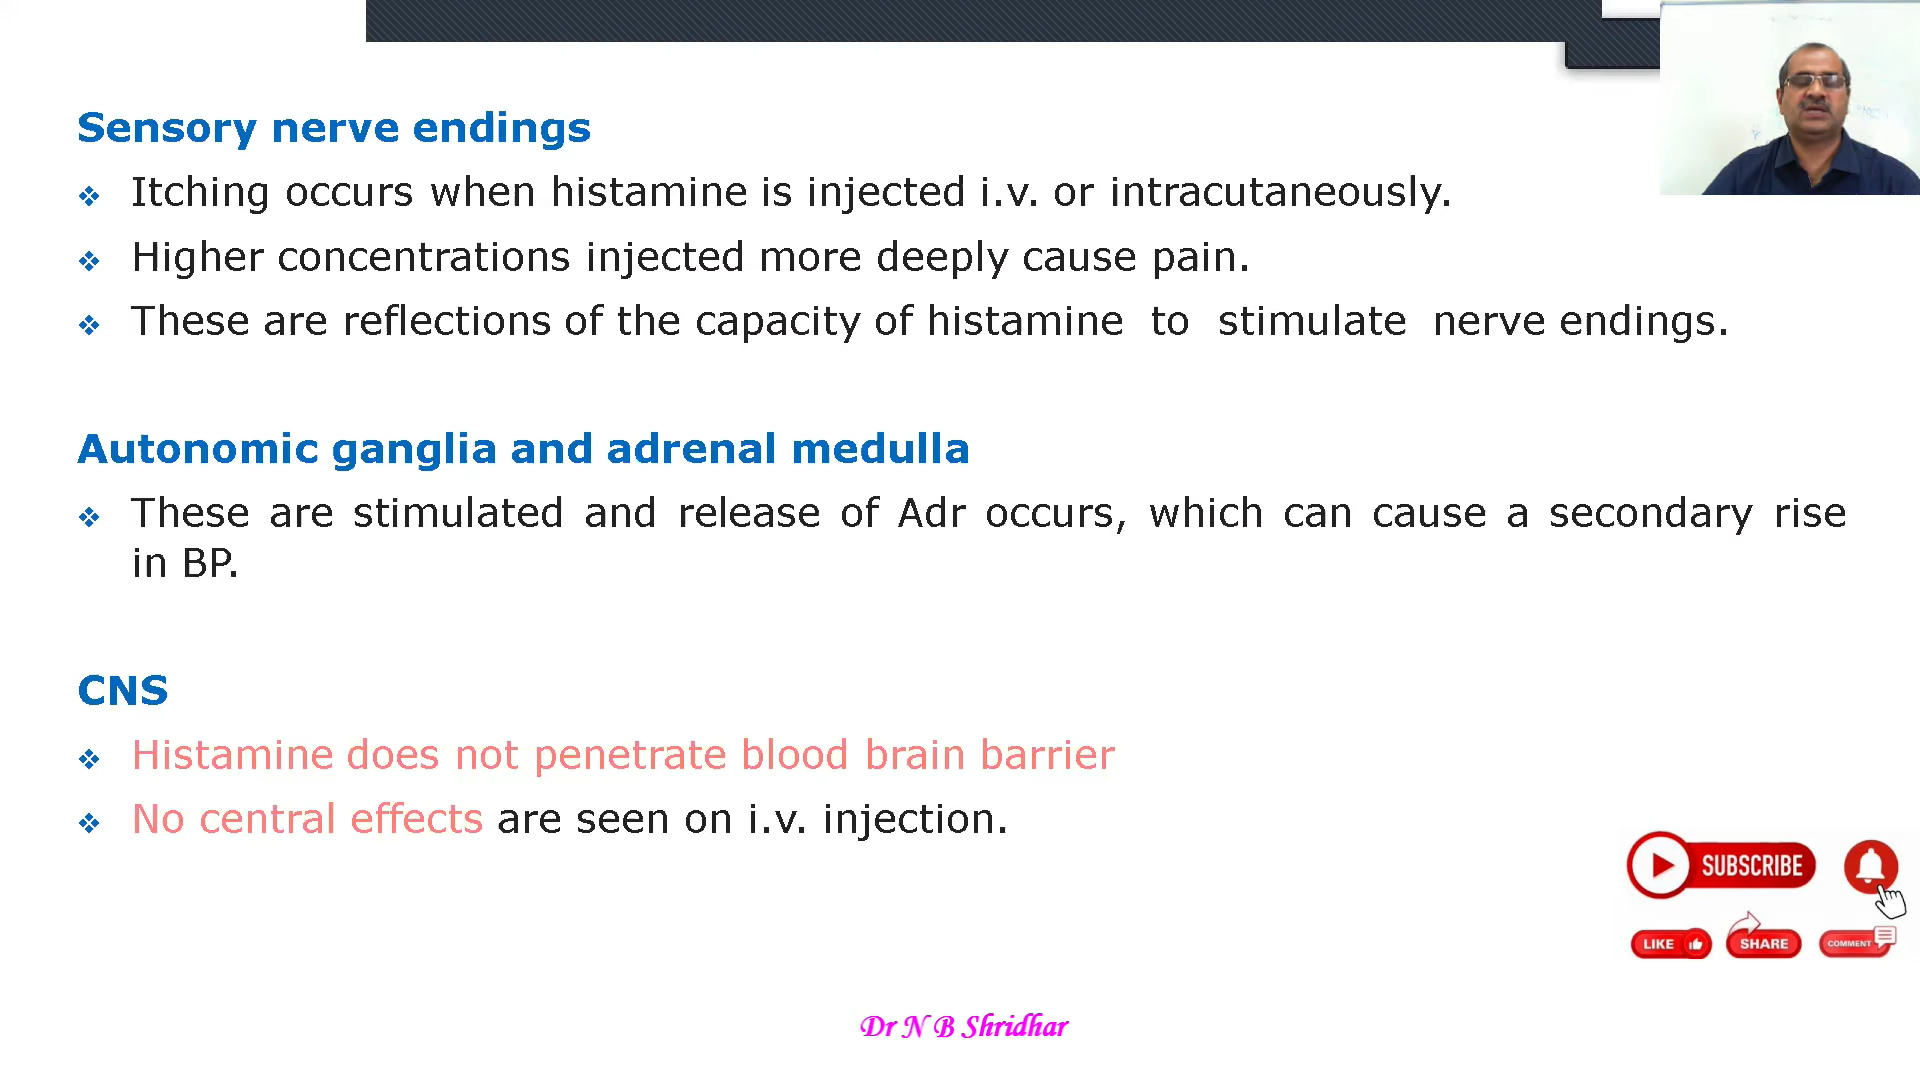 Sensory nerve endings
❖ Itching occurs when histamine is injected i.v. or intracutaneously.
❖ Higher concentrations injected more deeply cause pain.
❖ These are reflections of the capacity of histamine to stimulate nerve endings.
Autonomic ganglia and adrenal medulla
❖ These are stimulated and release of Adr occurs, which can cause a secondary rise
in BP.
CNS
❖ Histamine does not penetrate blood brain barrier
❖ No central effects are seen on i.v. injection.
SUBSCRIBE
LIKE SHARE COMMENT
Dr N B Shridhar